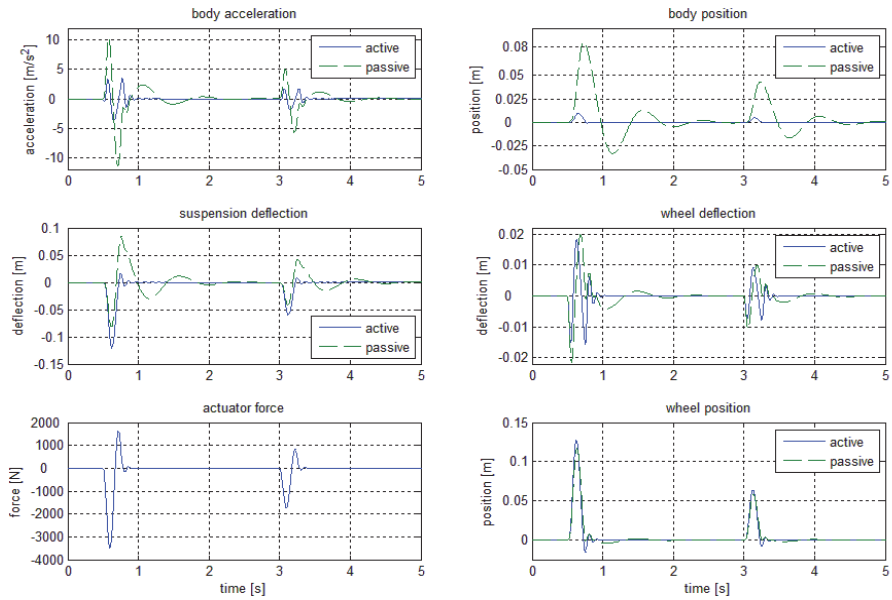 body acceleration
acceleration [m/s²]
10
5
0
-5
-10
active
passive
0 1 2 3 4 5
body position
position [m]
0.08
0.05
0.025
0
-0.025
-0.05
active
passive
0 1 2 3 4 5
suspension deflection
deflection [m]
0.1
0.05
0
-0.05
-0.1
-0.15
active
passive
0 1 2 3 4 5
wheel deflection
deflection [m]
0.02
0.01
0
-0.01
-0.02
active
passive
0 1 2 3 4 5
actuator force
force [N]
2000
1000
0
-1000
-2000
-3000
-4000
0 1 2 3 4 5
time [s]
wheel position
position [m]
0.15
0.1
0.05
0
active
passive
0 1 2 3 4 5
time [s]